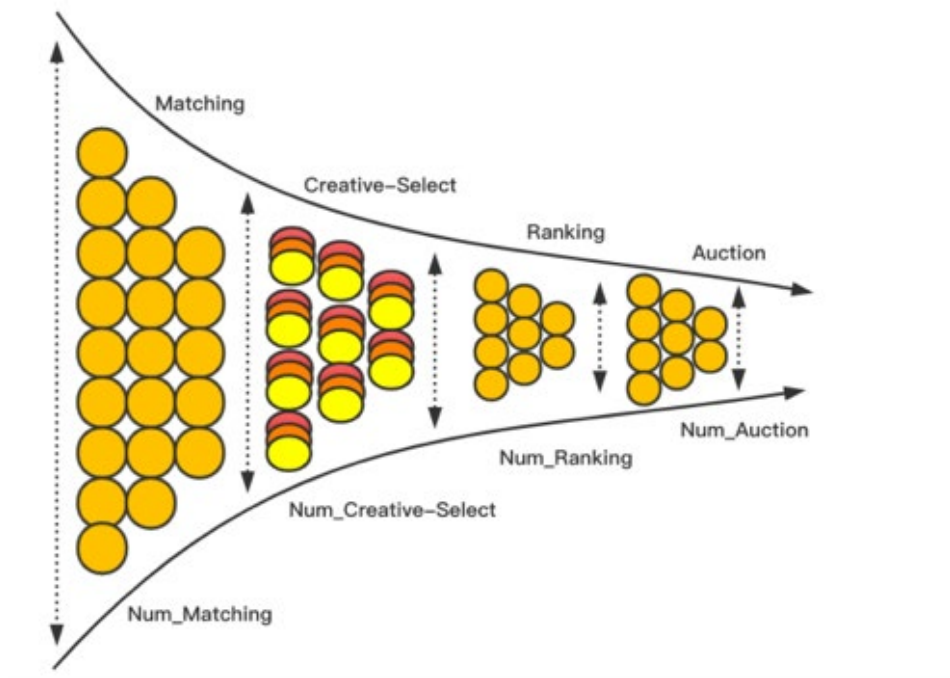 Matching
Creative-Select
Ranking
Auction
Num_Auction
Num_Ranking
Num_Creative-Select
Num_Matching